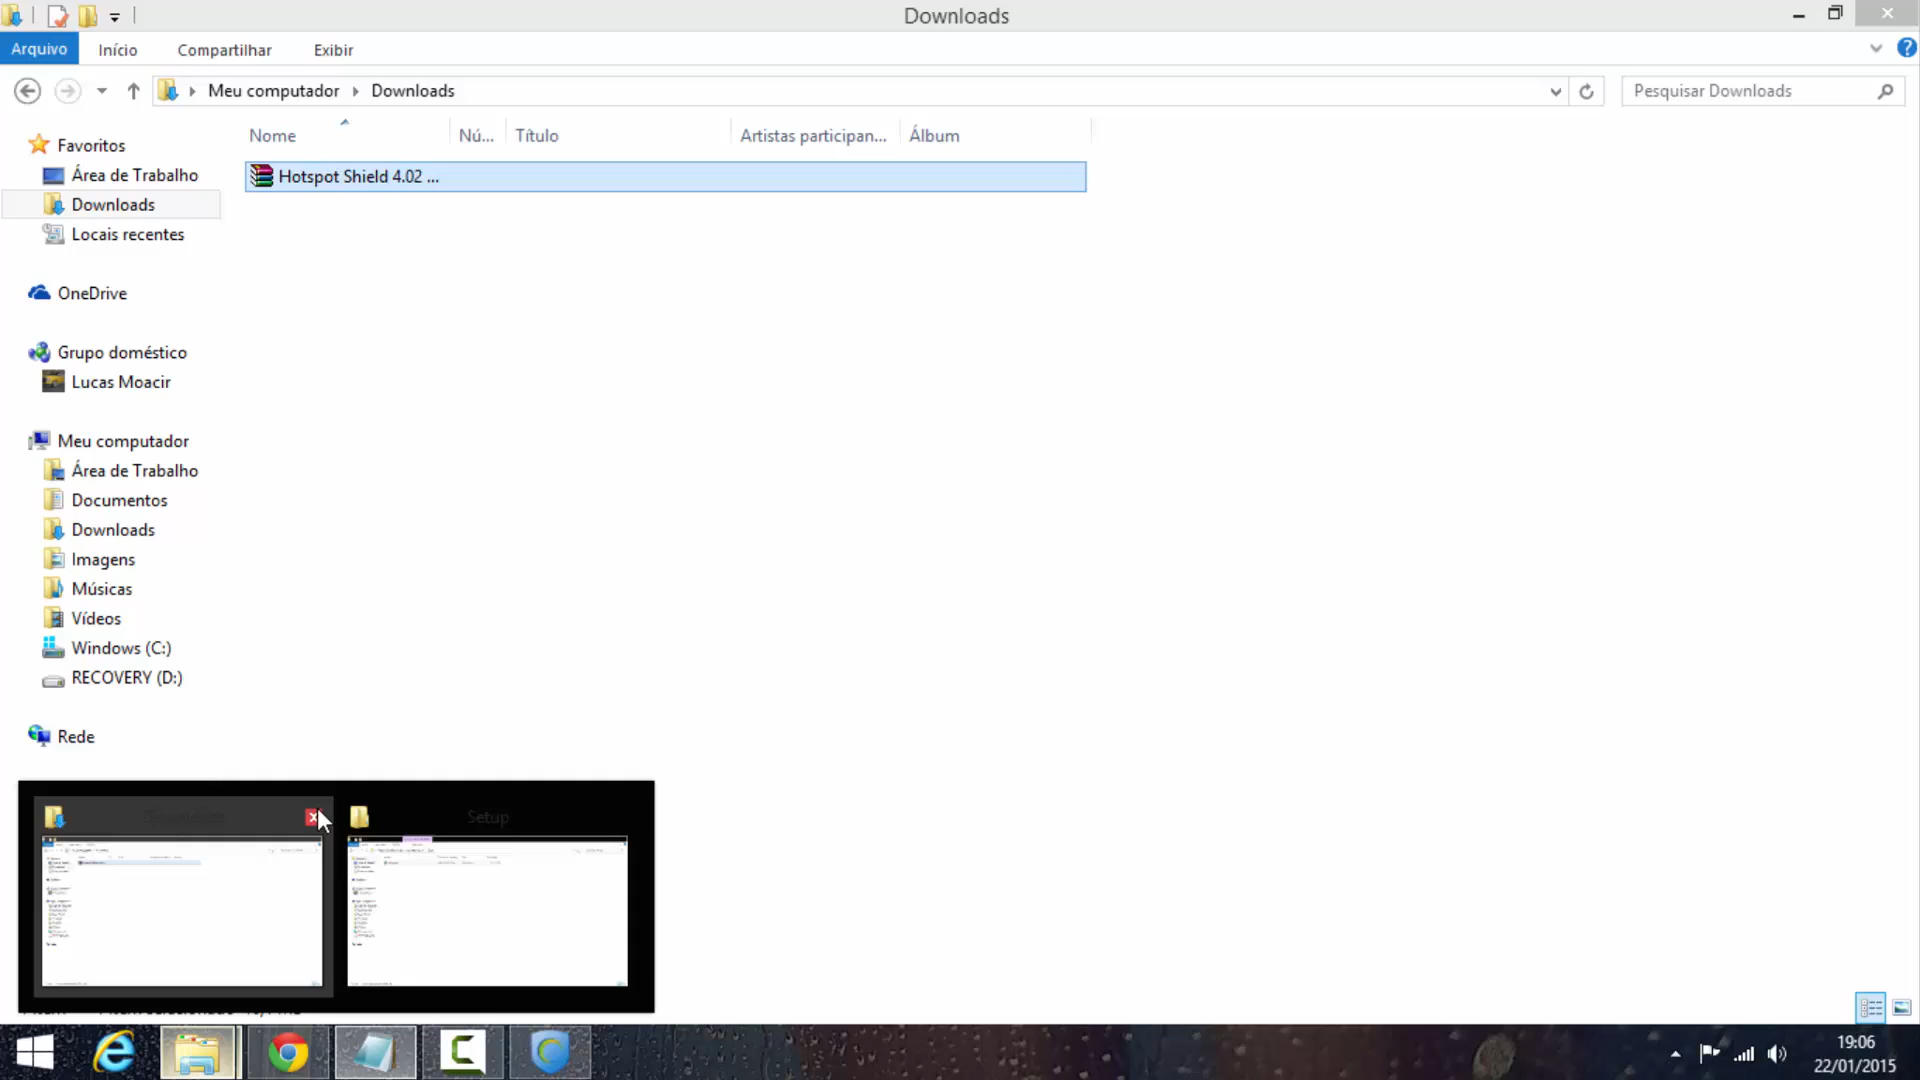 Downloads
Arquivo Início Compartilhar Exibir
Meu computador Downloads Pesquisar Downloads
Nome Nú... Título Artistas participan... Álbum
Hotspot Shield 4.02 ...
Favoritos
Área de Trabalho
Downloads
Locais recentes
OneDrive
Grupo doméstico
Lucas Moacir
Meu computador
Área de Trabalho
Documentos
Downloads
Imagens
Músicas
Vídeos
Windows (C:)
RECOVERY (D:)
Rede
Setup
19:06
22/01/2015